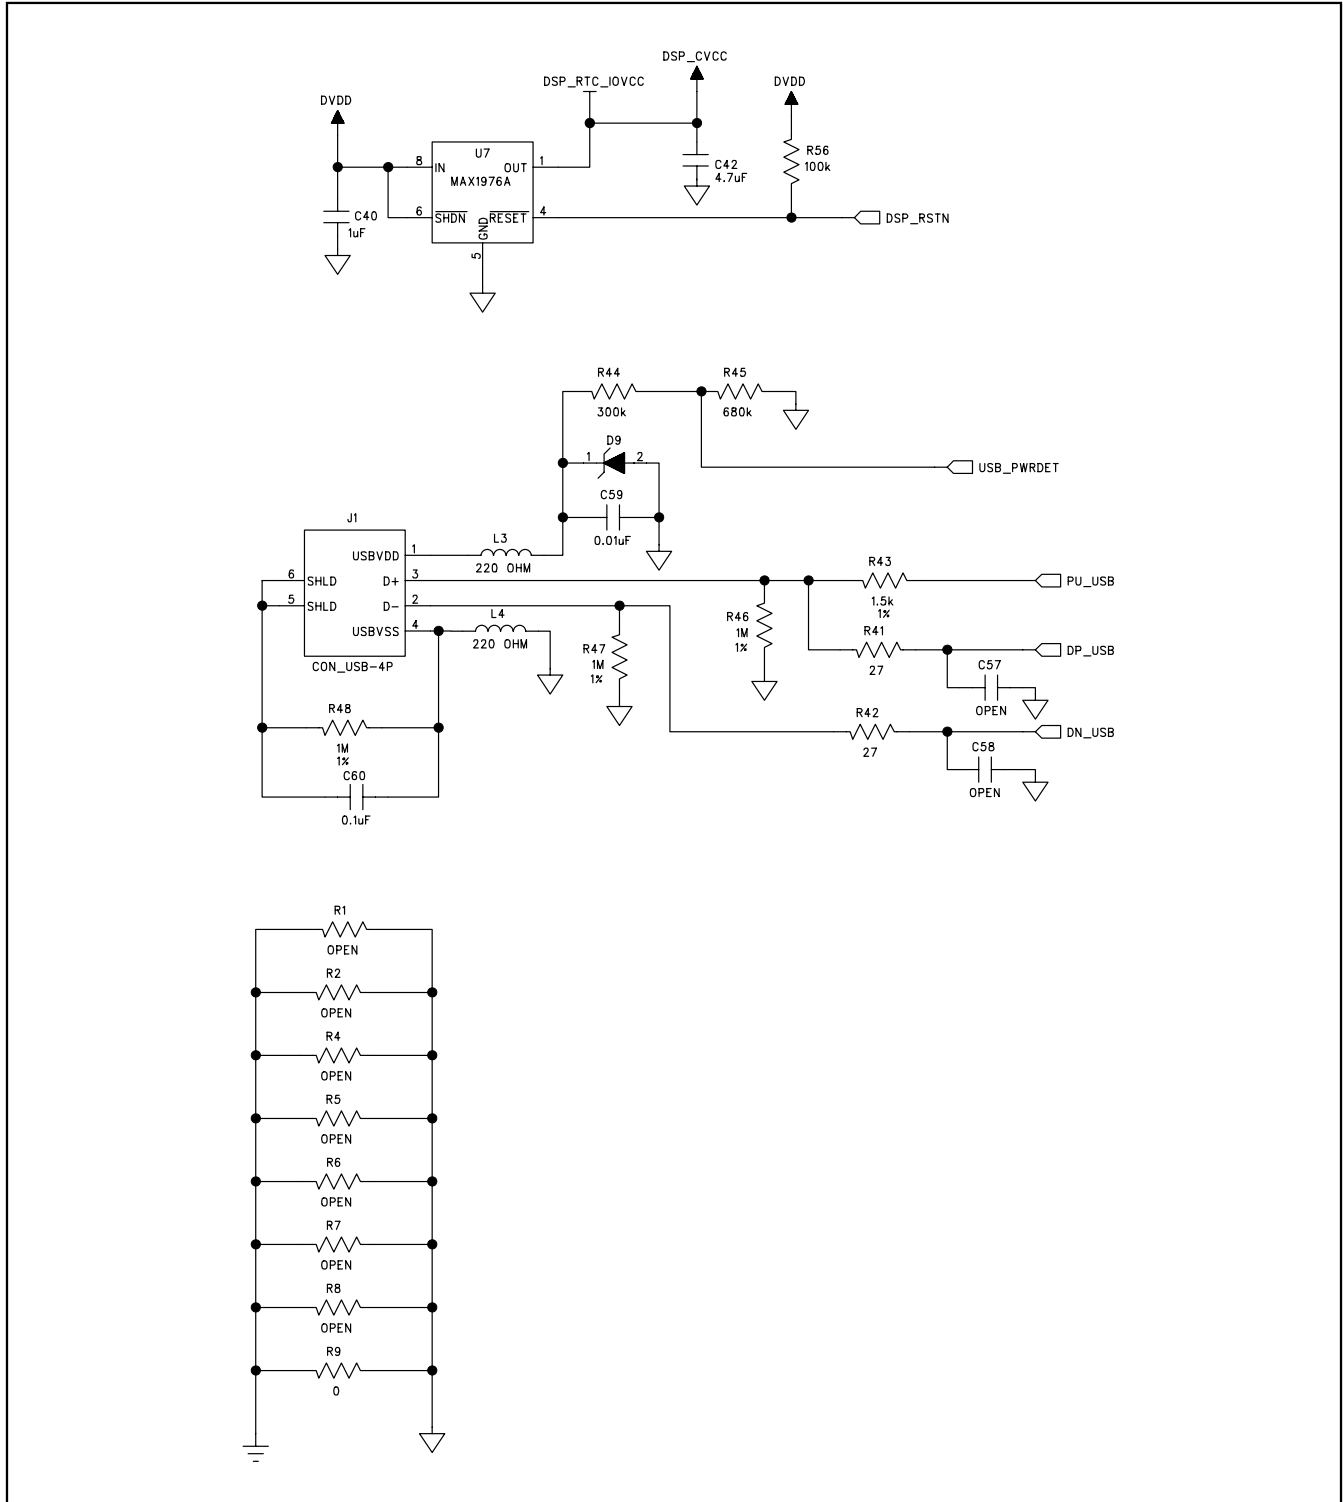 DSP_CVCC
DSP_RTC_IOVCC
DVDD
DVDD
U7
R56
100k
8
IN
OUT
1
MAX1976A
C42
4.7uF
6
SHDN
RESET
4
DSP_RSTN
C40
1uF
GND
5
R44
R45
300k
680k
D9
1
2
USB_PWRDET
C59
0.01uF
J1
USBVDD
1
L3
220 OHM
6
SHLD
D+
3
R43
PU_USB
1.5k
1%
5
SHLD
D-
2
L4
R46
1M
1%
R41
USBVSS
4
220 OHM
R47
1M
1%
27
DP_USB
CON_USB-4P
C57
OPEN
R48
1M
1%
R42
27
DN_USB
C58
OPEN
C60
0.1uF
R1
OPEN
R2
OPEN
R4
OPEN
R5
OPEN
R6
OPEN
R7
OPEN
R8
OPEN
R9
0